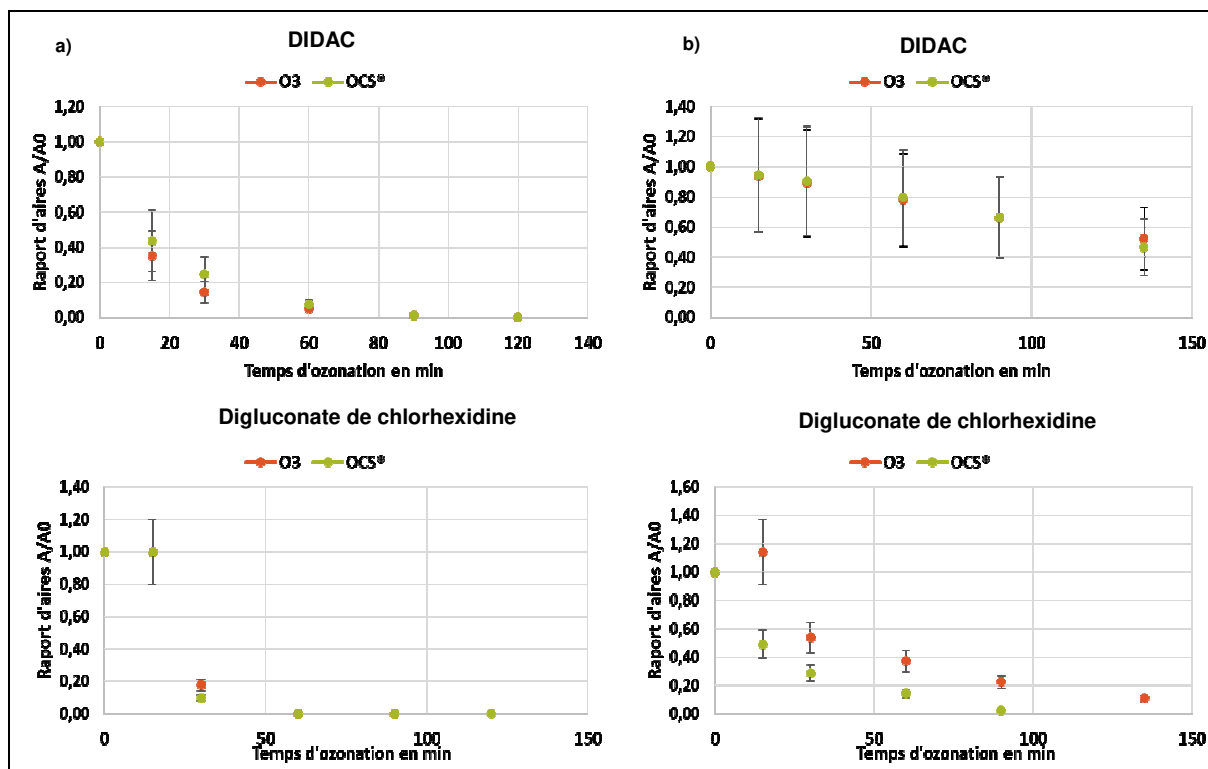 a)
DIDAC
O3 OCS®
1,20
1,00
0,80
0,60
0,40
0,20
0,00
0 20 40 60 80 100 120 140
Raport d'aires A/A0
Temps d'ozonation en min
b)
DIDAC
O3 OCS®
1,40
1,20
1,00
0,80
0,60
0,40
0,20
0,00
0 50 100 150
Raport d'aires A/A0
Temps d'ozonation en min
Digluconate de chlorhexidine
O3 OCS®
1,40
1,20
1,00
0,80
0,60
0,40
0,20
0,00
0 50 100 150
Raport d'aires A/A0
Temps d'ozonation en min
Digluconate de chlorhexidine
O3 OCS®
1,60
1,40
1,20
1,00
0,80
0,60
0,40
0,20
0,00
0 50 100 150
Raport d'aires A/A0
Temps d'ozonation en min